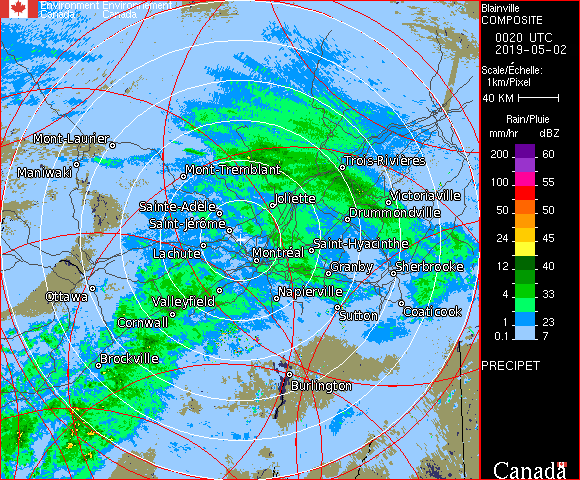 Environment Environnement
Canada Canada
Blainville
COMPOSITE
0020 UTC
2019-05-02
Scale/Échelle:
1km/Pixel
40 KM
Rain/Pluie
mm/hr dBZ
200 60
100 55
50 50
24 45
12 40
4 33
1 23
0.1 7
PRECIPET
Canada
Mont-Laurier
Maniwaki
Mont-Tremblant
Trois-Rivières
Sainte-Adèle
Joliette
Victoriaville
Saint-Jérôme
Drummondville
Lachute
Montréal
Saint-Hyacinthe
Granby
Sherbrooke
Ottawa
Valleyfield
Napierville
Cornwall
Sutton
Coaticook
Brockville
Burlington